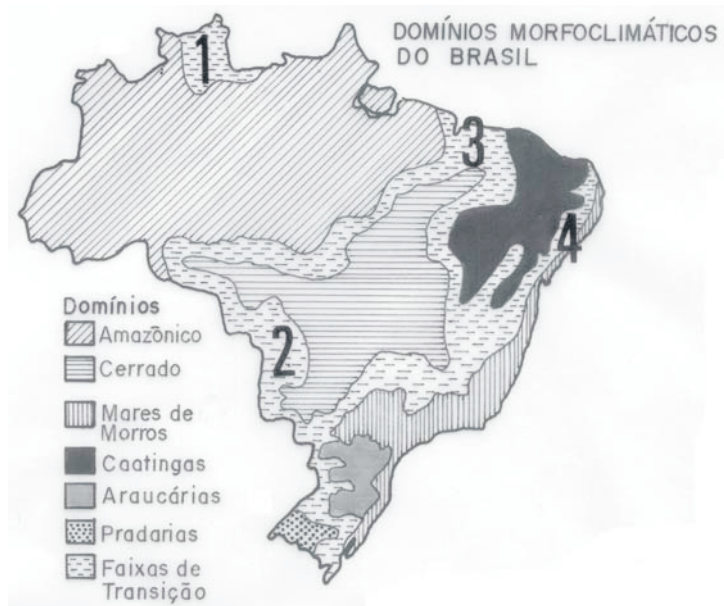 DOMÍNIOS MORFOCLIMÁTICOS
DO BRASIL
1
3
4
2
Domínios
Amazônico
Cerrado
Mares de
Morros
Caatingas
Araucárias
Pradarias
Faixas de
Transição